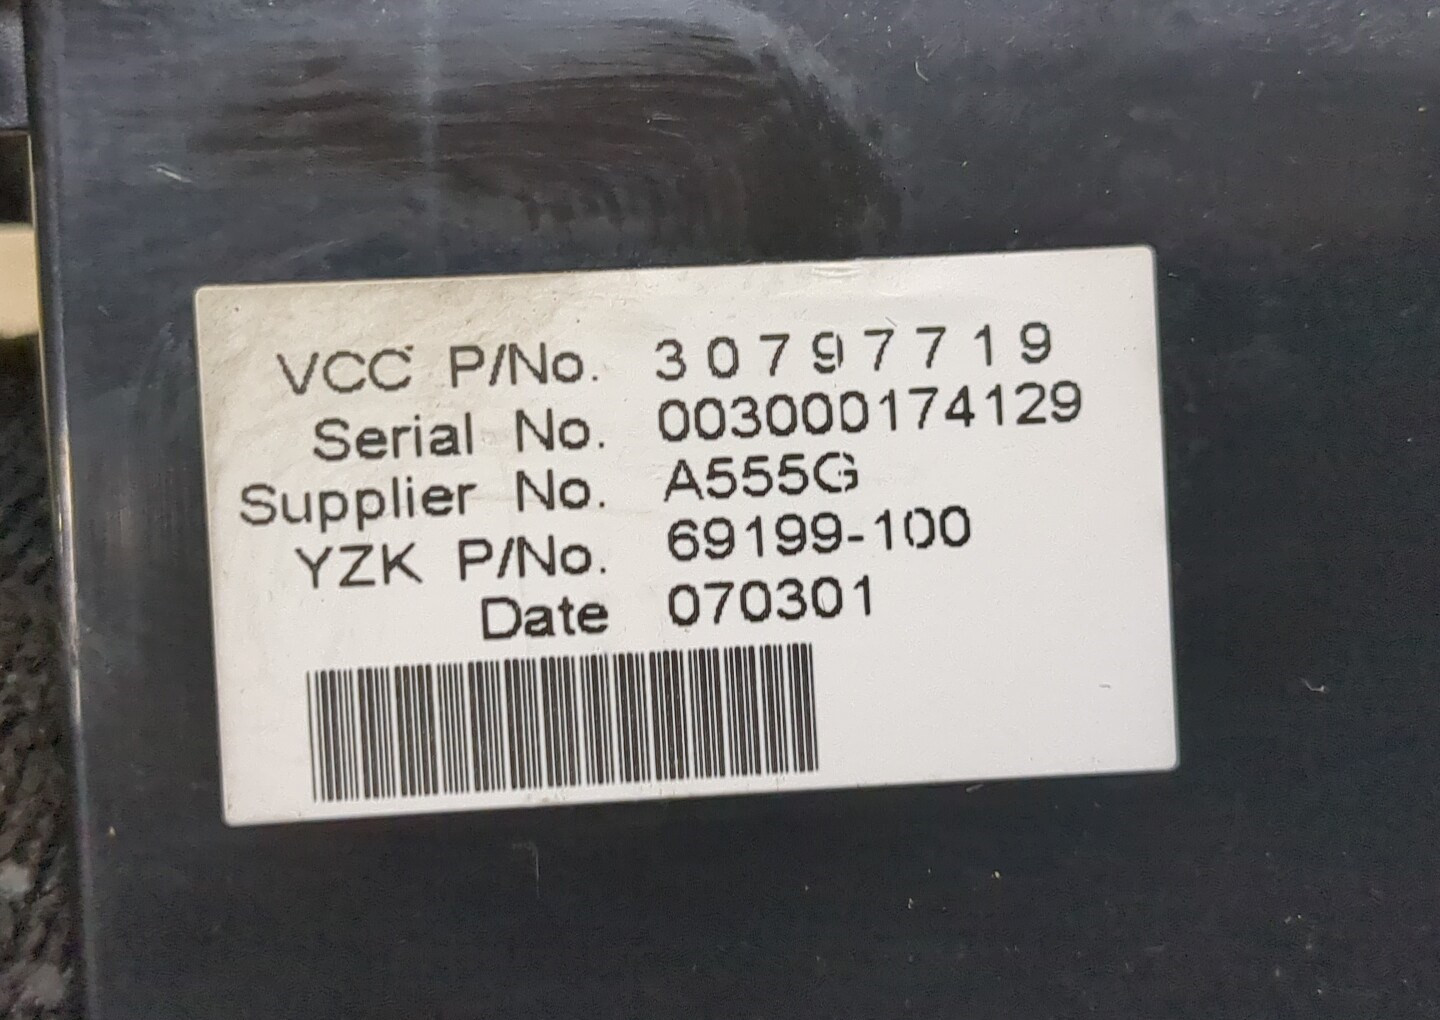 VCC P/No. 30797719
Serial No. 003000174129
Supplier No. A555G
YZK P/No. 69199-100
Date 070301